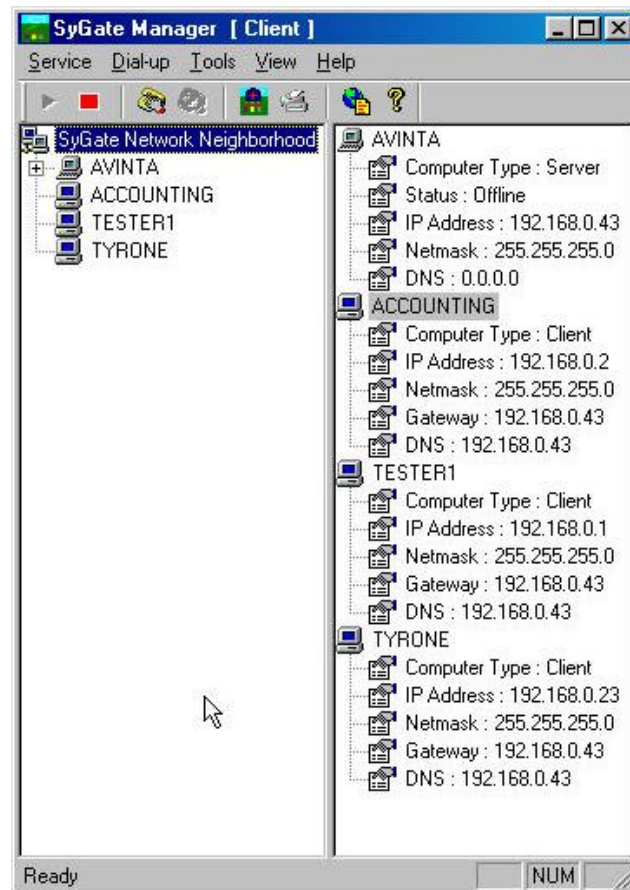 SyGate Manager [ Client ]
Service Dial-up Tools View Help
SyGate Network Neighborhood
AVINTA
ACCOUNTING
TESTER1
TYRONE
AVINTA
Computer Type : Server
Status : Offline
IP Address : 192.168.0.43
Netmask : 255.255.255.0
DNS : 0.0.0.0
ACCOUNTING
Computer Type : Client
IP Address : 192.168.0.2
Netmask : 255.255.255.0
Gateway : 192.168.0.43
DNS : 192.168.0.43
TESTER1
Computer Type : Client
IP Address : 192.168.0.1
Netmask : 255.255.255.0
Gateway : 192.168.0.43
DNS : 192.168.0.43
TYRONE
Computer Type : Client
IP Address : 192.168.0.23
Netmask : 255.255.255.0
Gateway : 192.168.0.43
DNS : 192.168.0.43
Ready NUM